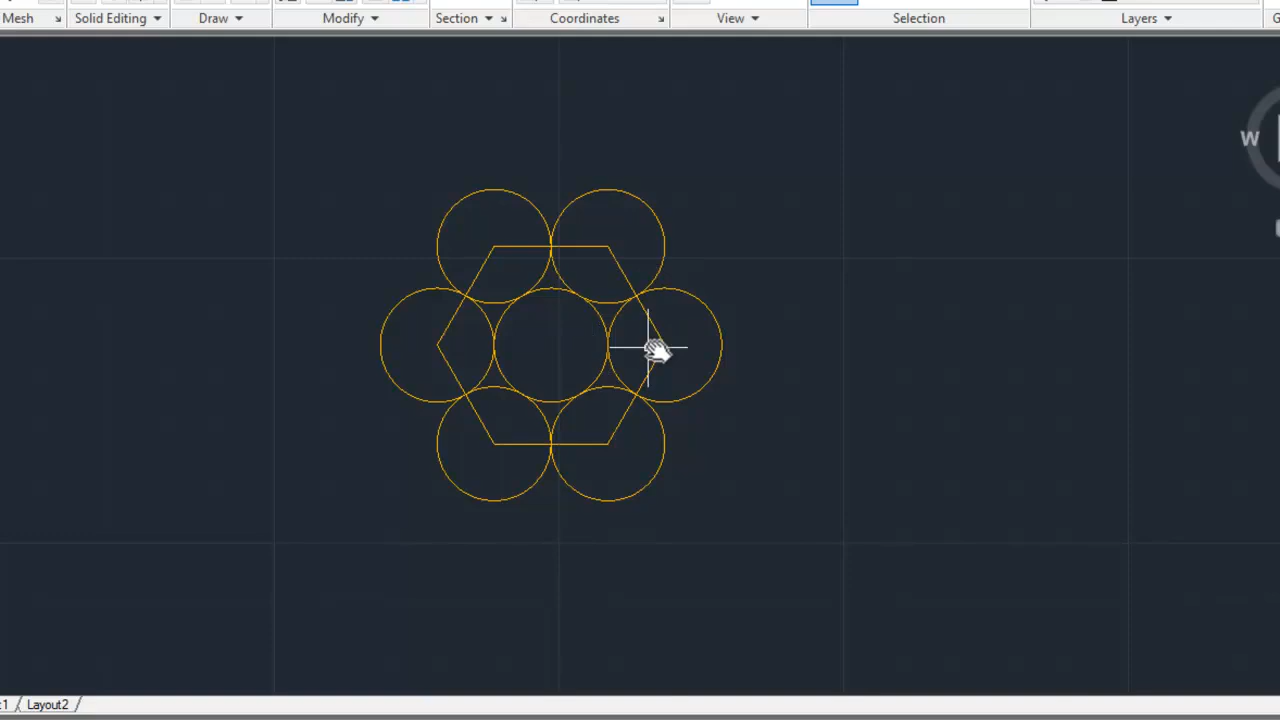 Mesh Solid Editing Draw Modify Section Coordinates View Selection Layers
W
Layout2